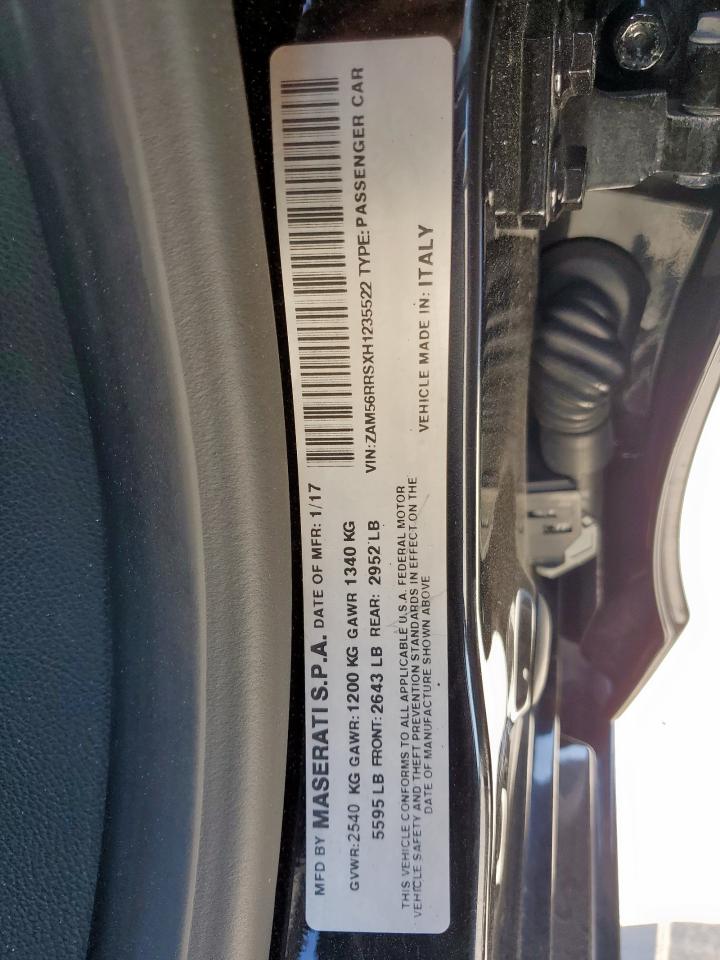 MFD BY MASERATI S.P.A. DATE OF MFR: 1/17
GVWR: 2540 KG GAWR: 1200 KG GAWR 1340 KG
5595 LB FRONT: 2643 LB REAR: 2952 LB
VIN: ZAM56RRSXH1235522 TYPE: PASSENGER CAR
THIS VEHICLE CONFORMS TO ALL APPLICABLE U.S.A. FEDERAL MOTOR
VEHICLE SAFETY AND THEFT PREVENTION STANDARDS IN EFFECT ON THE
DATE OF MANUFACTURE SHOWN ABOVE
VEHICLE MADE IN: ITALY